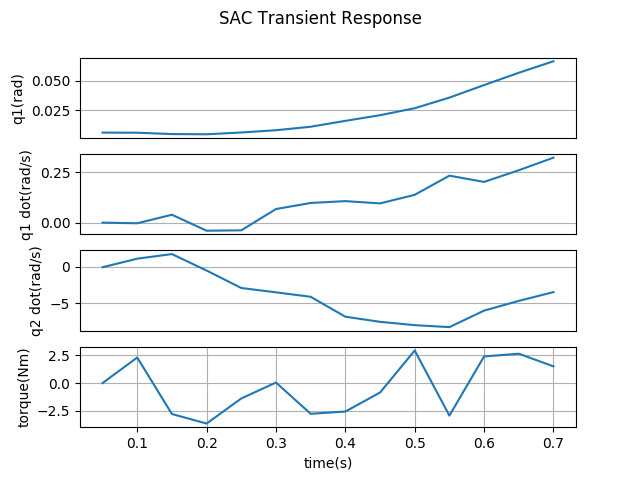 SAC Transient Response
q1(rad)
0.050
0.025
q1 dot(rad/s)
0.25
0.00
q2 dot(rad/s)
0
−5
torque(Nm)
2.5
0.0
−2.5
0.1 0.2 0.3 0.4 0.5 0.6 0.7
time(s)